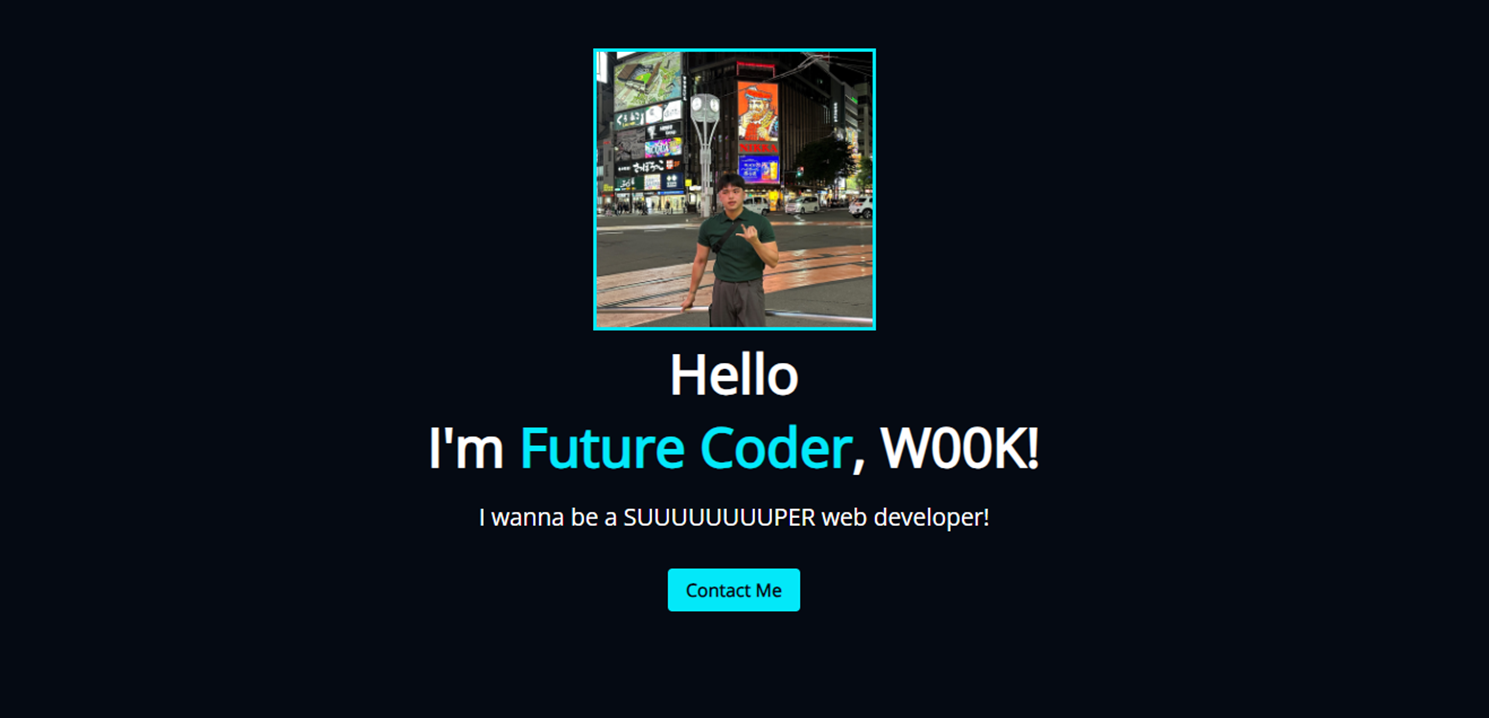 NIKKA
Hello
I'm Future Coder, W00K!
I wanna be a SUUUUUUUUPER web developer!
Contact Me